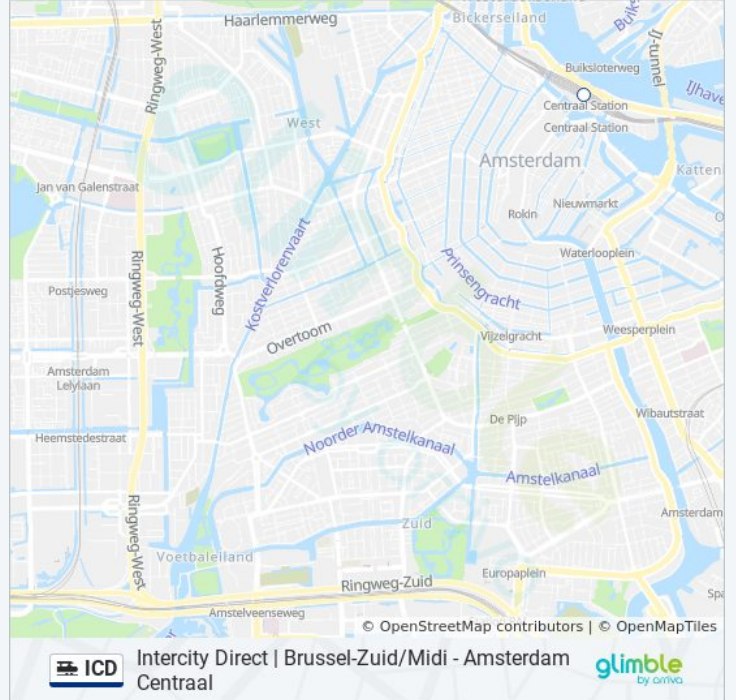 Haarlemmerweg
Bickerseiland
Ringweg-West
IJ-tunnel
Buiksloterweg
Centraal Station
Centraal Station
West
Amsterdam
Jan van Galenstraat
Nieuwmarkt
Rokin
Waterlooplein
Kostverlorenvaart
Hoofdweg
Ringweg-West
Prinsengracht
Postjesweg
Overtoom
Vijzelgracht
Weesperplein
Amsterdam
Lelylaan
De Pijp
Wibautstraat
Heemstedestraat
Noorder Amstelkanaal
Amstelkanaal
Ringweg-West
Zuid
Amsterdam
Voetbaleiland
Europaplein
Ringweg-Zuid
Amstelveenseweg
© OpenStreetMap contributors | © OpenMapTiles
ICD
Intercity Direct | Brussel-Zuid/Midi - Amsterdam
Centraal
glimble
by arriva